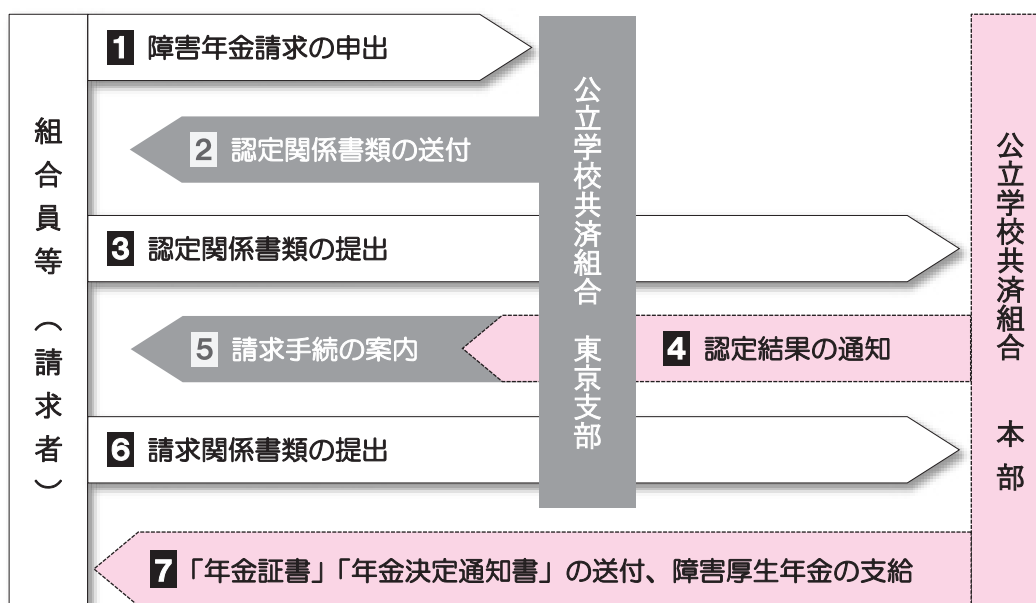 組合員等（請求者）
1 障害年金請求の申出
2 認定関係書類の送付
3 認定関係書類の提出
5 請求手続の案内
4 認定結果の通知
6 請求関係書類の提出
7 「年金証書」「年金決定通知書」の送付、障害厚生年金の支給
公立学校共済組合 東京支部
公立学校共済組合 本部